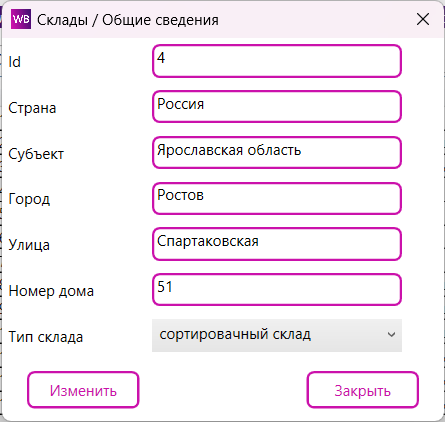 WB Склады / Общие сведения
Id 4
Страна Россия
Субъект Ярославская область
Город Ростов
Улица Спартаковская
Номер дома 51
Тип склада сортировачный склад
Изменить Закрыть